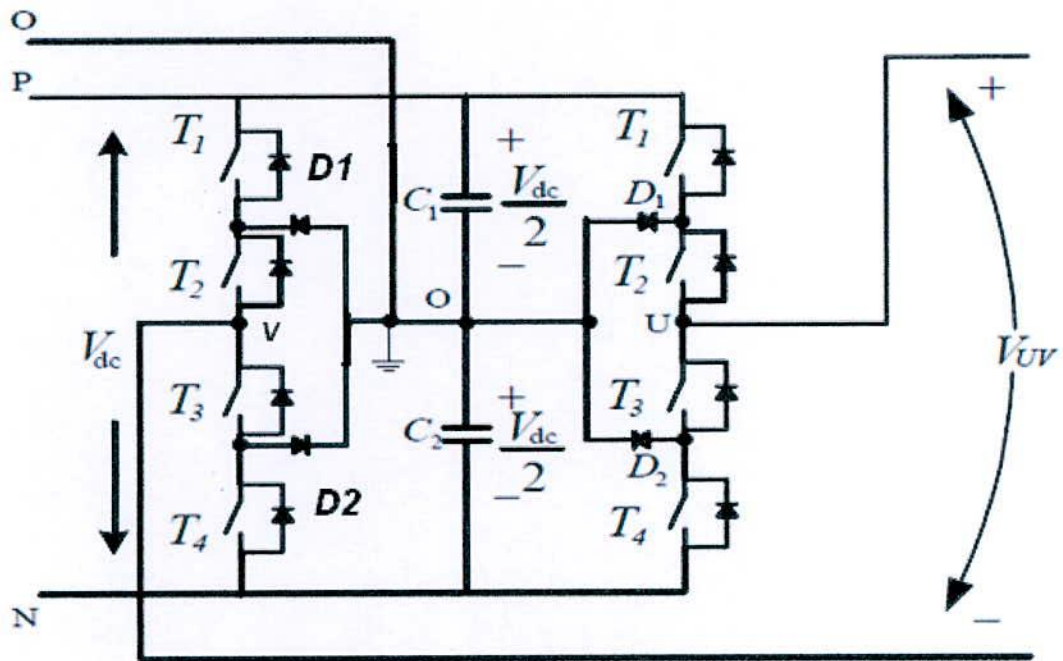 O
P
T1
D1
T2
V
Vdc
T3
D2
T4
N
C1
+
Vdc
2
−
O
C2
+
Vdc
2
−
T1
D1
T2
U
T3
D2
T4
+
VUV
−